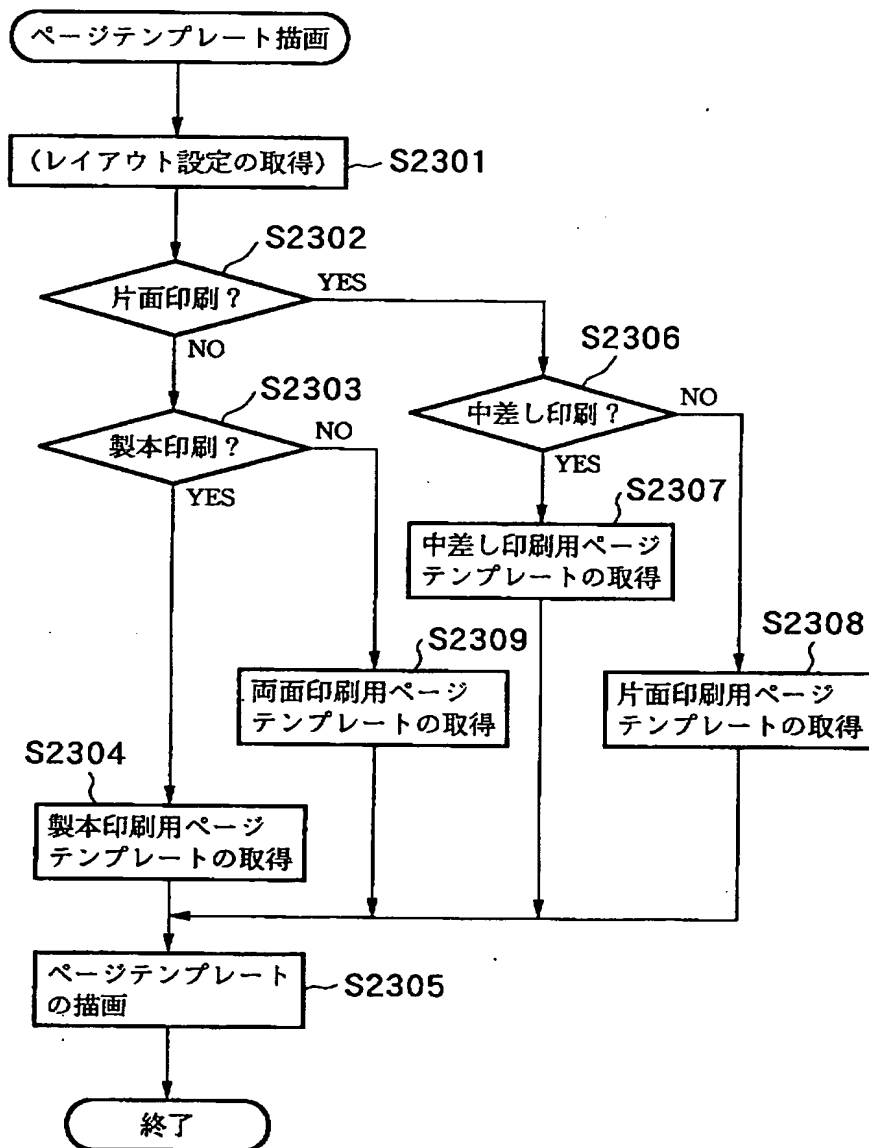 ページテンプレート描画
(レイアウト設定の取得)
S2301
S2302
片面印刷?
YES
NO
S2303
製本印刷?
NO
YES
S2306
中差し印刷?
NO
YES
S2307
中差し印刷用ページ
テンプレートの取得
S2309
両面印刷用ページ
テンプレートの取得
S2308
片面印刷用ページ
テンプレートの取得
S2304
製本印刷用ページ
テンプレートの取得
ページテンプレート
の描画
S2305
終了